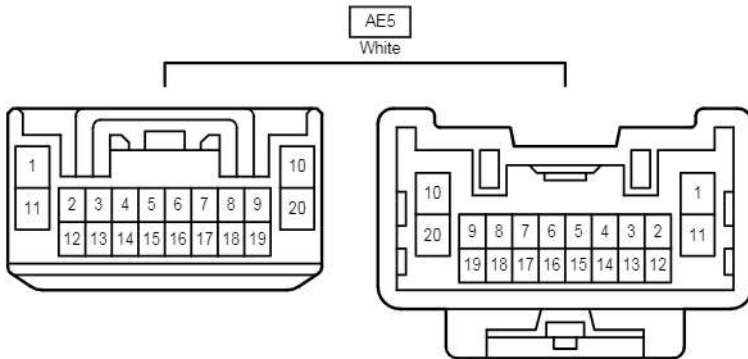 AE5
White
1 10
11 2 3 4 5 6 7 8 9 20
12 13 14 15 16 17 18 19
10 1
20 9 8 7 6 5 4 3 2 11
19 18 17 16 15 14 13 12